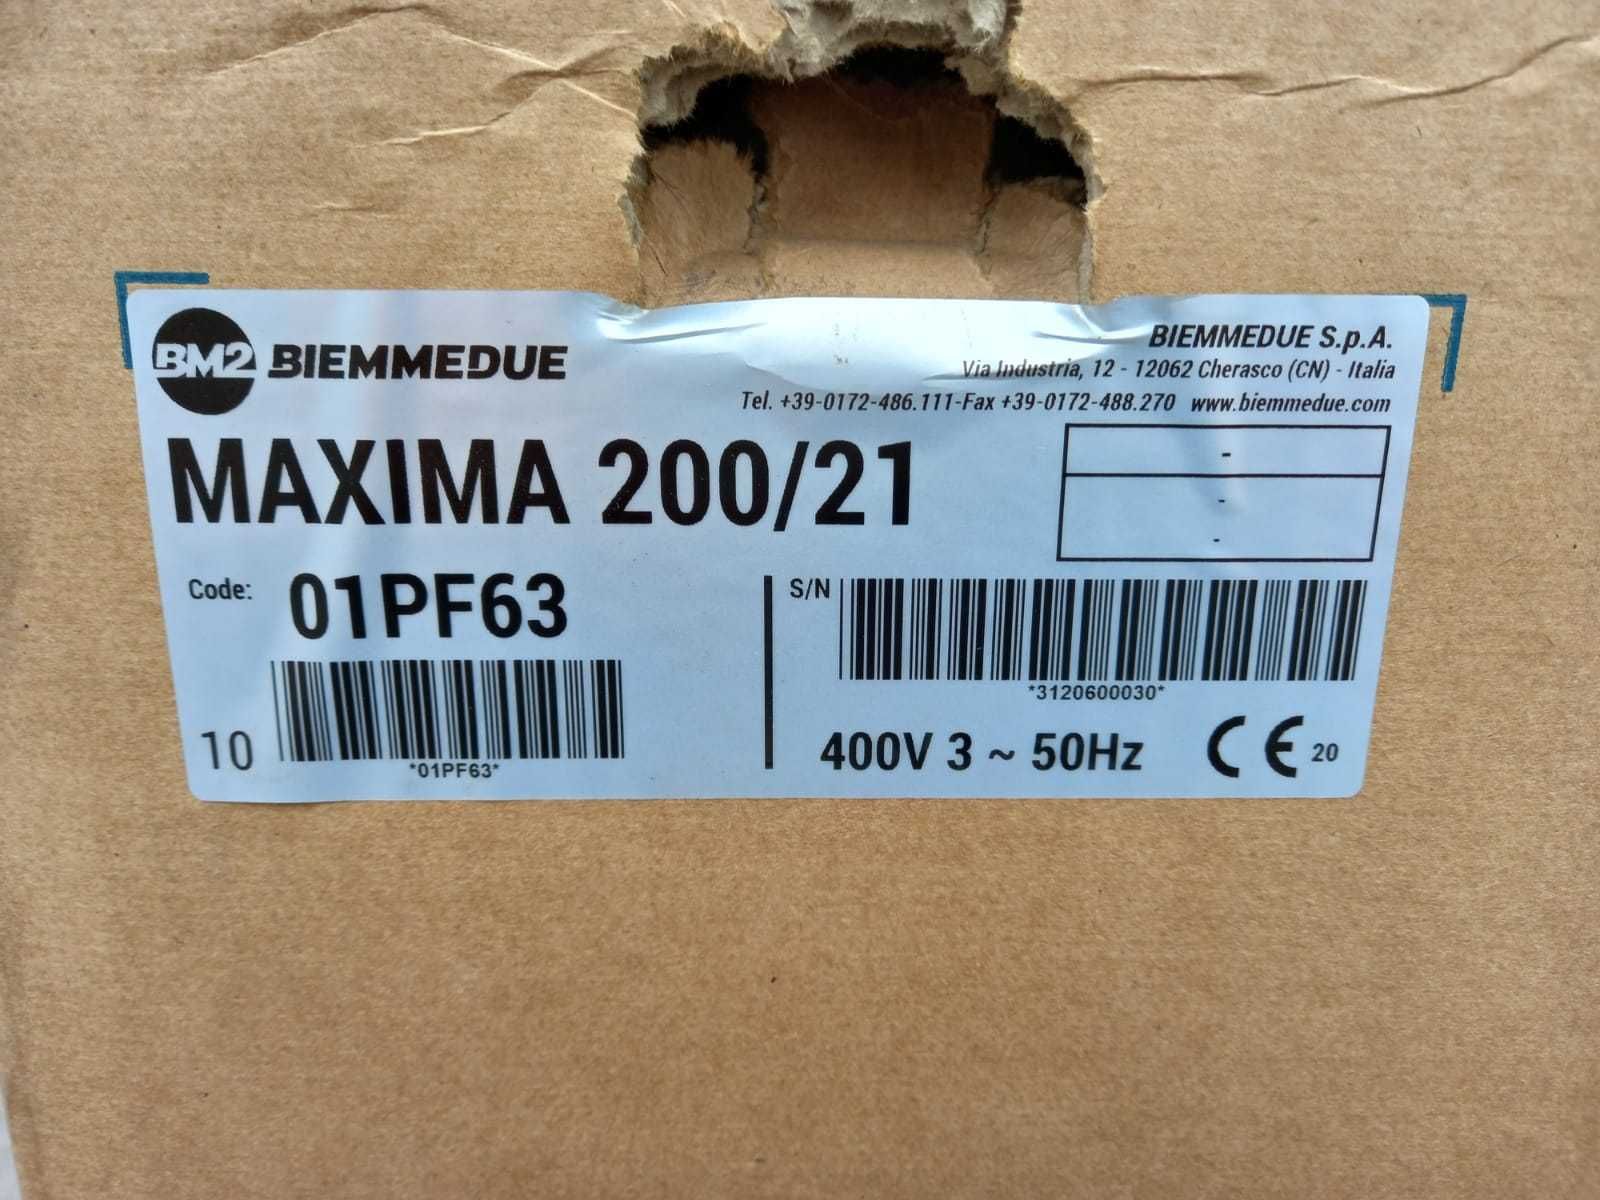 BM2 BIEMMEDUE
BIEMMEDUE S.p.A.
Via Industria, 12 - 12062 Cherasco (CN) - Italia
Tel. +39-0172-486.111-Fax +39-0172-488.270 www.biemmedue.com
MAXIMA 200/21
-
-
-
Code: 01PF63
S/N
*3120600030*
10
*01PF63*
400V 3 ~ 50Hz CE 20